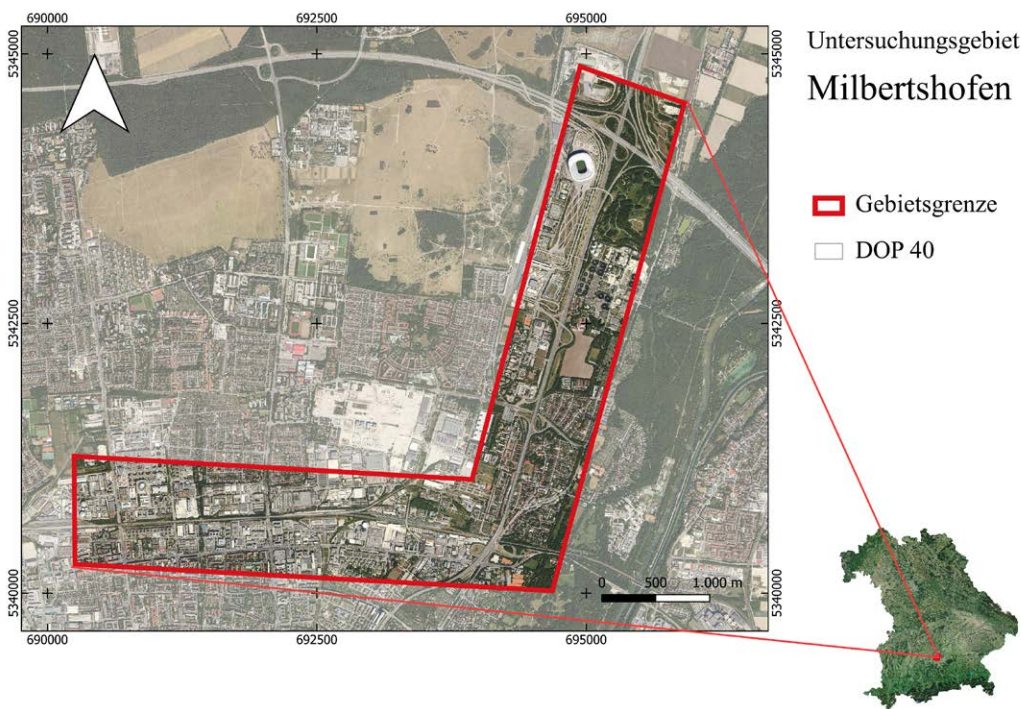 690000 692500 695000
Untersuchungsgebiet
Milbertshofen
5345000 5345000
Gebietsgrenze
DOP 40
5342500 5342500
0 500 1.000 m
5340000 5340000
690000 692500 695000